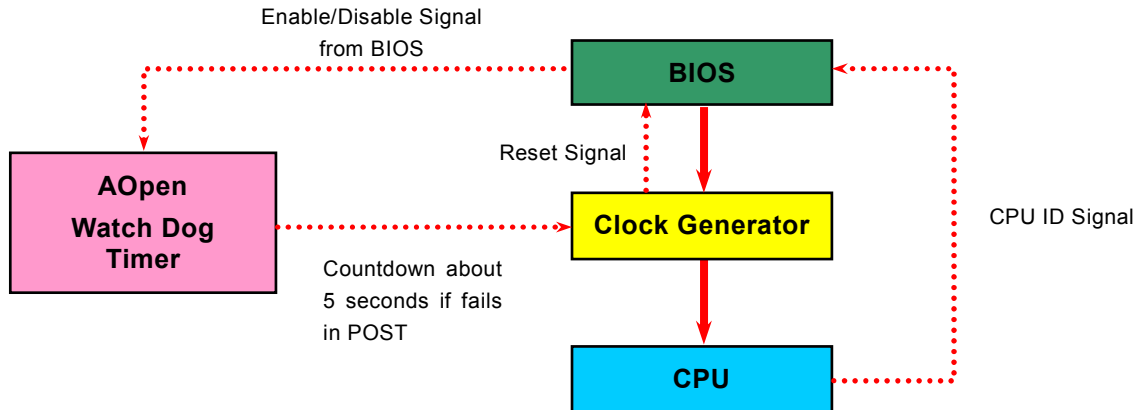 Enable/Disable Signal
from BIOS
BIOS
Reset Signal
AOpen
Watch Dog
Timer
Clock Generator
CPU ID Signal
Countdown about
5 seconds if fails
in POST
CPU